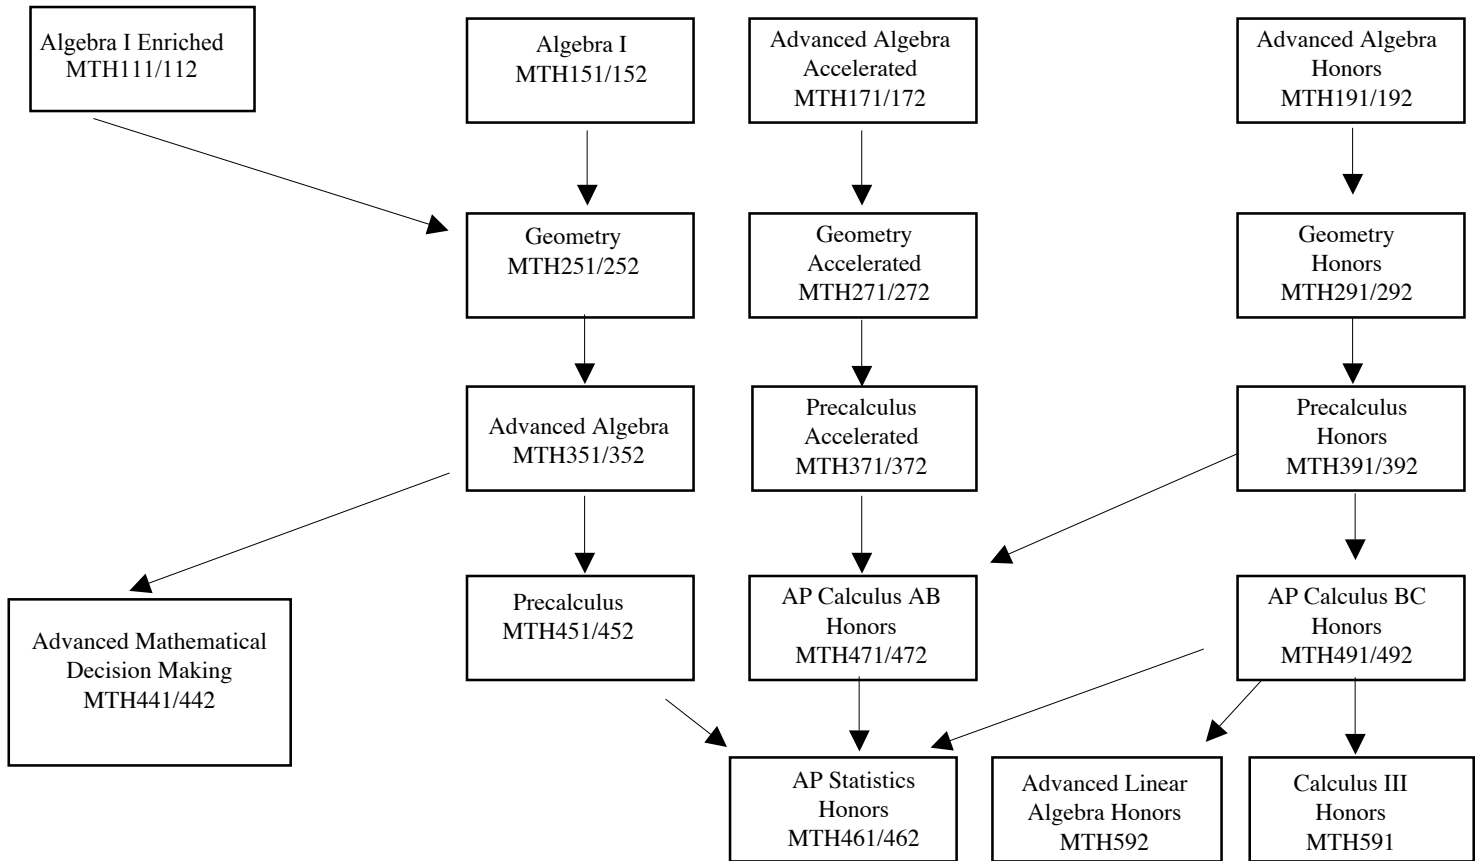 Algebra I Enriched
MTH111/112
Algebra I
MTH151/152
Advanced Algebra
Accelerated
MTH171/172
Advanced Algebra
Honors
MTH191/192
Geometry
MTH251/252
Geometry
Accelerated
MTH271/272
Geometry
Honors
MTH291/292
Advanced Algebra
MTH351/352
Precalculus
Accelerated
MTH371/372
Precalculus
Honors
MTH391/392
Advanced Mathematical
Decision Making
MTH441/442
Precalculus
MTH451/452
AP Calculus AB
Honors
MTH471/472
AP Calculus BC
Honors
MTH491/492
AP Statistics
Honors
MTH461/462
Advanced Linear
Algebra Honors
MTH592
Calculus III
Honors
MTH591